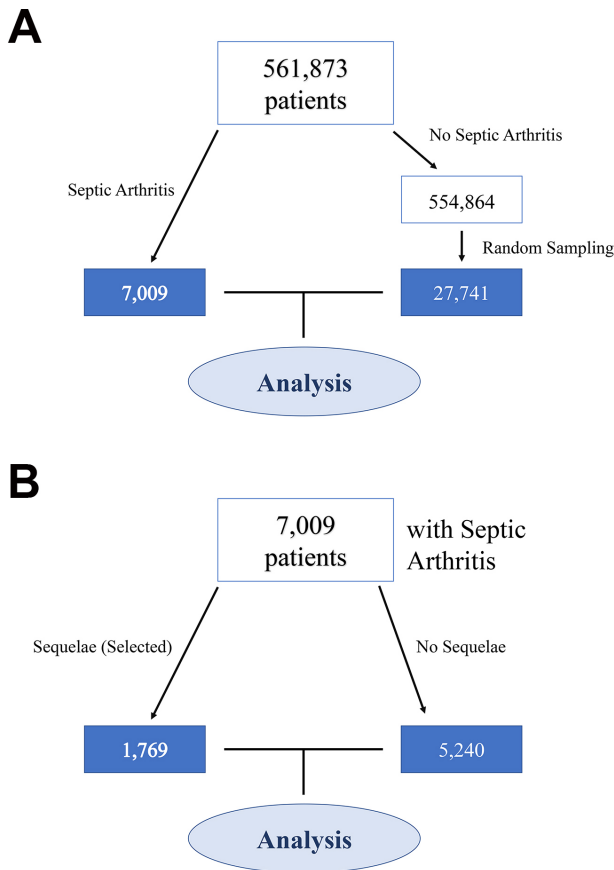 A
561,873
patients
No Septic Arthritis
Septic Arthritis
554,864
Random Sampling
7,009
27,741
Analysis
B
7,009
patients
with Septic
Arthritis
Sequelae (Selected)
No Sequelae
1,769
5,240
Analysis